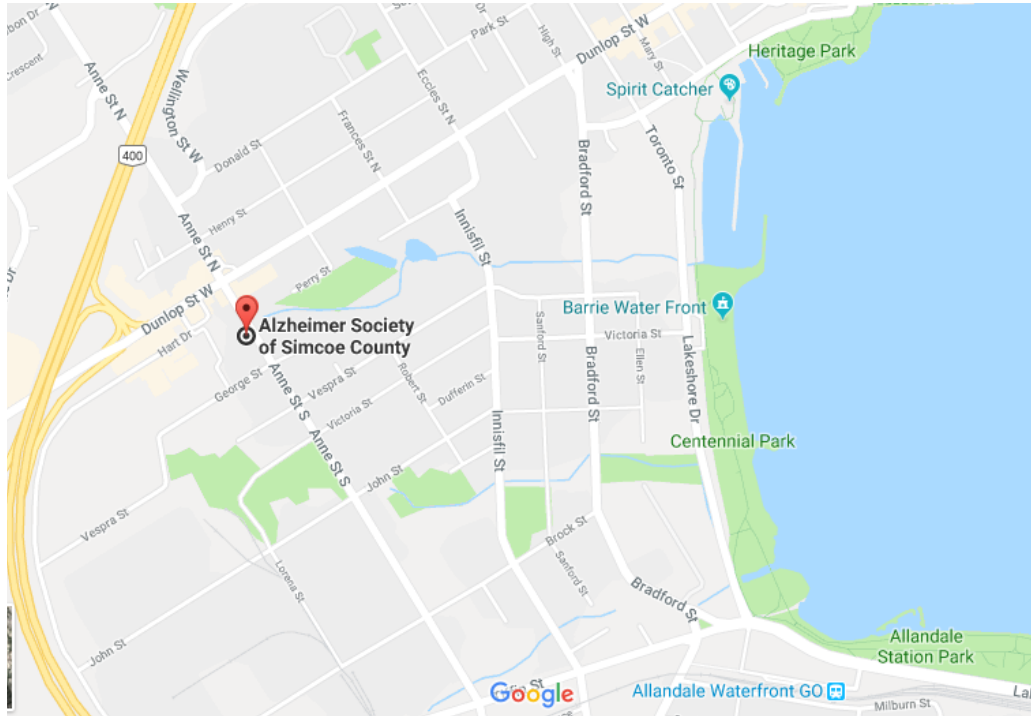 Dr
Park St
High St
Dunlop St W
Mary St
Heritage Park
Crescent
Anne St N
Wellington St W
Eccles St N
Spirit Catcher
400
Donald St
Frances St N
Toronto St
Bradford St
Henry St
Anne St N
Innisfil St
Perry St
Dunlop St W
Hart Dr
Alzheimer Society
of Simcoe County
Barrie Water Front
Sanford St
Victoria St
Ellen St
Lakeshore Dr
George St
Anne St S
Vespra St
Robert St
Dufferin St
Bradford St
Victoria St
Innisfil St
Anne St S
John St
Centennial Park
Vespra St
Brock St
Sanford St
Lorena St
Bradford St
John St
Allandale
Station Park
Google
St
Allandale Waterfront GO
Milburn St